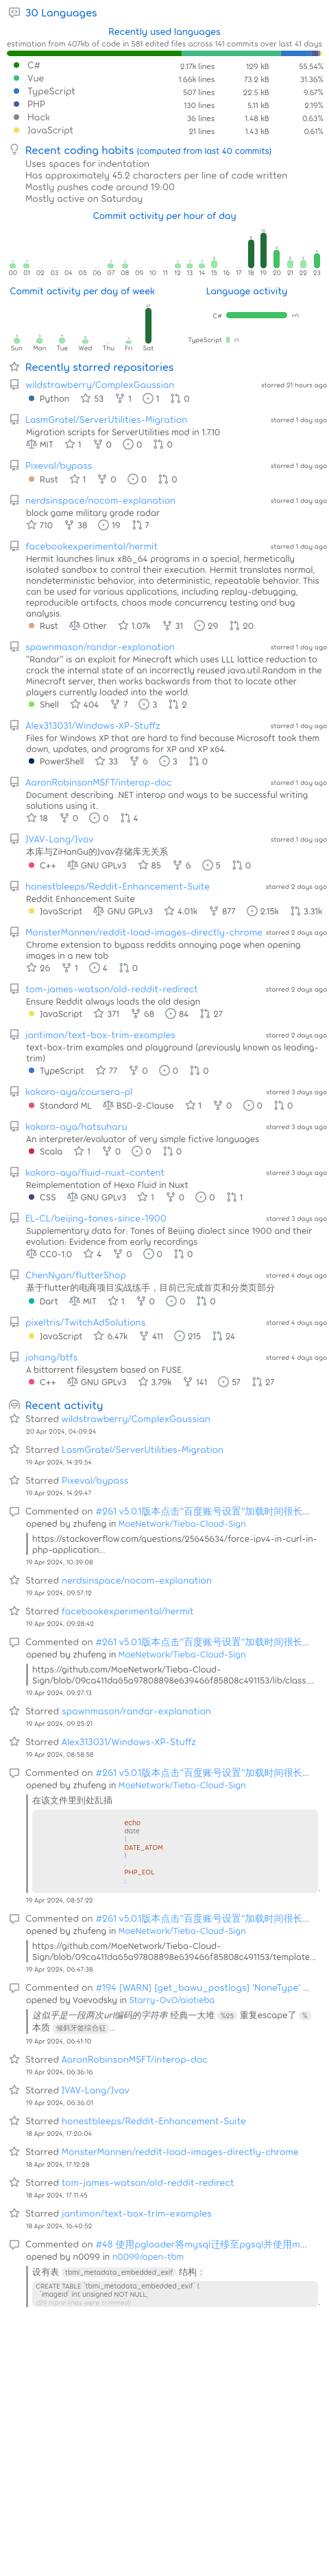 30 Languages
Recently used languages
estimation from 407kb of code in 581 edited files across 141 commits over last 41 days
C# 2.17k lines 129 kB 55.54%
Vue 1.66k lines 73.2 kB 31.36%
TypeScript 507 lines 22.5 kB 9.67%
PHP 130 lines 5.11 kB 2.19%
Hack 36 lines 1.48 kB 0.63%
JavaScript 21 lines 1.43 kB 0.61%
Recent coding habits (computed from last 40 commits)
Uses spaces for indentation
Has approximately 45.2 characters per line of code written
Mostly pushes code around 19:00
Mostly active on Saturday
Commit activity per hour of day
00 01 02 03 04 05 06 07 08 09 10 11 12 13 14 15 16 17 18 19 20 21 22 23
Commit activity per day of week
Language activity
C#
TypeScript
Sun Mon Tue Wed Thu Fri Sat
Recently starred repositories
wildstrawberry/ComplexGaussian starred 21 hours ago
Python 53 1 1 0
LasmGratel/ServerUtilities-Migration starred 1 day ago
Migration scripts for ServerUtilities mod in 1.7.10
MIT 1 0 0 0
Pixeval/bypass starred 1 day ago
Rust 1 0 0 0
nerdsinspace/nocom-explanation starred 1 day ago
block game military grade radar
710 38 19 7
facebookexperimental/hermit starred 1 day ago
Hermit launches linux x86_64 programs in a special, hermetically
isolated sandbox to control their execution. Hermit translates normal,
nondeterministic behavior, into deterministic, repeatable behavior. This
can be used for various applications, including replay-debugging,
reproducible artifacts, chaos mode concurrency testing and bug
analysis.
Rust Other 1.07k 31 29 20
spawnmason/randar-explanation starred 1 day ago
"Randar" is an exploit for Minecraft which uses LLL lattice reduction to
crack the internal state of an incorrectly reused java.util.Random in the
Minecraft server, then works backwards from that to locate other
players currently loaded into the world.
Shell 404 7 3 2
Alex313031/Windows-XP-Stuffz starred 1 day ago
Files for Windows XP that are hard to find because Microsoft took them
down, updates, and programs for XP and XP x64.
PowerShell 33 6 3 0
AaronRobinsonMSFT/interop-doc starred 1 day ago
Document describing .NET interop and ways to be successful writing
solutions using it.
18 0 0 4
JVAV-Lang/Jvav starred 1 day ago
本库与ZiHanGu的Jvav存储库无关系
C++ GNU GPLv3 85 6 5 0
honestbleeps/Reddit-Enhancement-Suite starred 2 days ago
Reddit Enhancement Suite
JavaScript GNU GPLv3 4.01k 877 2.15k 3.31k
MonsterMannen/reddit-load-images-directly-chrome starred 2 days ago
Chrome extension to bypass reddits annoying page when opening
images in a new tab
26 1 4 0
tom-james-watson/old-reddit-redirect starred 2 days ago
Ensure Reddit always loads the old design
JavaScript 371 68 84 27
jantimon/text-box-trim-examples starred 2 days ago
text-box-trim examples and playground (previously known as leading-
trim)
TypeScript 77 0 0 0
kokoro-aya/coursera-pl starred 3 days ago
Standard ML BSD-2-Clause 1 0 0 0
kokoro-aya/hatsuharu starred 3 days ago
An interpreter/evaluator of very simple fictive languages
Scala 1 0 0 0
kokoro-aya/fluid-nuxt-content starred 3 days ago
Reimplementation of Hexo Fluid in Nuxt
CSS GNU GPLv3 1 0 0 1
EL-CL/beijing-tones-since-1900 starred 3 days ago
Supplementary data for: Tones of Beijing dialect since 1900 and their
evolution: Evidence from early recordings
CC0-1.0 4 0 0 0
ChenNyan/flutterShop starred 4 days ago
基于flutter的电商项目实战练手，目前已完成首页和分类页部分
Dart MIT 1 0 0 0
pixeltris/TwitchAdSolutions starred 4 days ago
JavaScript 6.47k 411 215 24
johang/btfs starred 4 days ago
A bittorrent filesystem based on FUSE.
C++ GNU GPLv3 3.79k 141 57 27
Recent activity
Starred wildstrawberry/ComplexGaussian
20 Apr 2024, 04:09:24
Starred LasmGratel/ServerUtilities-Migration
19 Apr 2024, 14:29:54
Starred Pixeval/bypass
19 Apr 2024, 14:29:47
Commented on #261 v5.0.1版本点击"百度账号设置"加载时间很长...
opened by zhufeng in MoeNetwork/Tieba-Cloud-Sign
https://stackoverflow.com/questions/25645634/force-ipv4-in-curl-in-
php-application...
19 Apr 2024, 10:39:08
Starred nerdsinspace/nocom-explanation
19 Apr 2024, 09:57:12
Starred facebookexperimental/hermit
19 Apr 2024, 09:28:42
Commented on #261 v5.0.1版本点击"百度账号设置"加载时间很长...
opened by zhufeng in MoeNetwork/Tieba-Cloud-Sign
https://github.com/MoeNetwork/Tieba-Cloud-
Sign/blob/09ca411da65a97808898e639466f85808c491153/lib/class....
19 Apr 2024, 09:27:13
Starred spawnmason/randar-explanation
19 Apr 2024, 09:25:21
Starred Alex313031/Windows-XP-Stuffz
19 Apr 2024, 08:58:58
Commented on #261 v5.0.1版本点击"百度账号设置"加载时间很长...
opened by zhufeng in MoeNetwork/Tieba-Cloud-Sign
在该文件里到处乱插
echo
date
(
DATE_ATOM
)
.
PHP_EOL
;
.
19 Apr 2024, 08:57:22
Commented on #261 v5.0.1版本点击"百度账号设置"加载时间很长...
opened by zhufeng in MoeNetwork/Tieba-Cloud-Sign
https://github.com/MoeNetwork/Tieba-Cloud-
Sign/blob/09ca411da65a97808898e639466f85808c491153/template...
19 Apr 2024, 06:47:38
Commented on #194 [WARN] [get_bawu_postlogs] 'NoneType' ...
opened by Vaevodsky in Starry-OvO/aiotieba
这似乎是一段两次url编码的字符串 经典一大堆 %25 重复escape了 %
本质 倾斜牙签综合征 ...
19 Apr 2024, 06:41:10
Starred AaronRobinsonMSFT/interop-doc
19 Apr 2024, 06:36:16
Starred JVAV-Lang/Jvav
19 Apr 2024, 06:36:01
Starred honestbleeps/Reddit-Enhancement-Suite
18 Apr 2024, 17:20:04
Starred MonsterMannen/reddit-load-images-directly-chrome
18 Apr 2024, 17:12:28
Starred tom-james-watson/old-reddit-redirect
18 Apr 2024, 17:11:45
Starred jantimon/text-box-trim-examples
18 Apr 2024, 16:40:52
Commented on #48 使用pgloader将mysql迁移至pgsql并使用m...
opened by n0099 in n0099/open-tbm
设有表 tbmi_metadata_embedded_exif 结构：
CREATE TABLE `tbmi_metadata_embedded_exif` (
`imageId` int unsigned NOT NULL,
(29 more lines were trimmed)
.